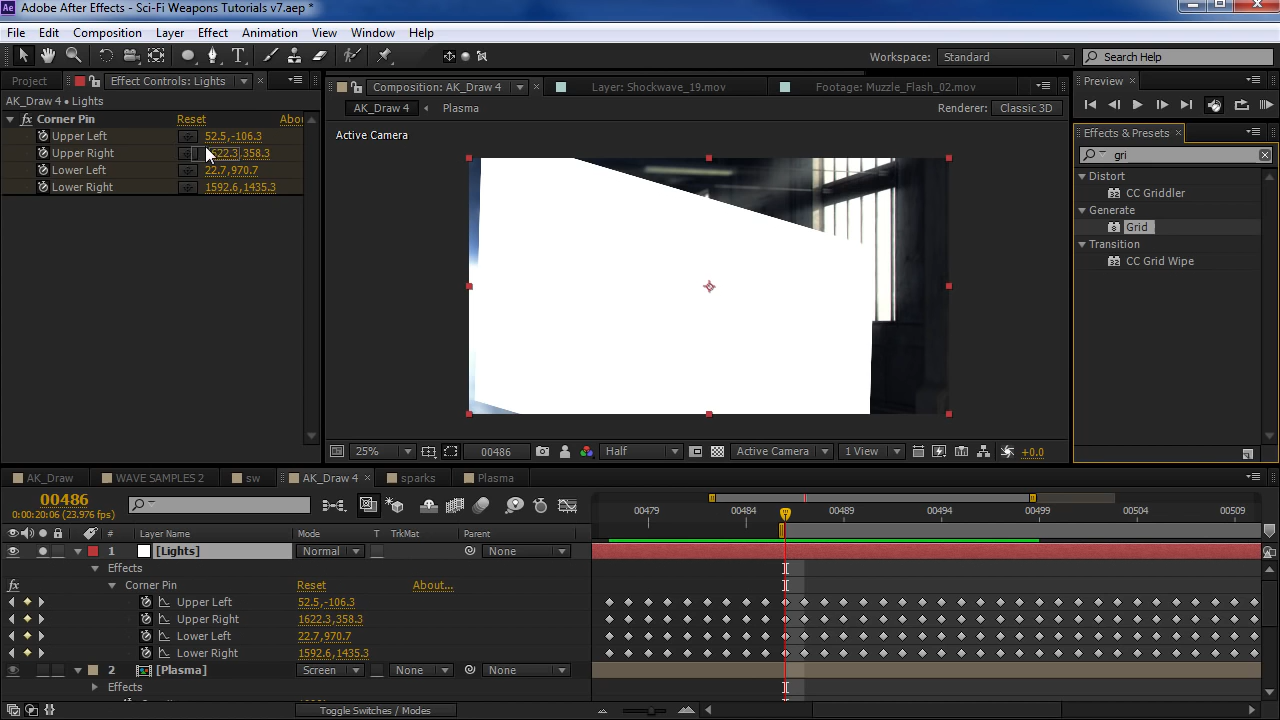 Ae Adobe After Effects - Sci-Fi Weapons Tutorials v7.aep *
File Edit Composition Layer Effect Animation View Window Help
T Workspace: Standard Search Help
Project Effect Controls: Lights Composition: AK_Draw 4 Layer: Shockwave_19.mov Footage: Muzzle_Flash_02.mov Preview
AK_Draw 4 • Lights AK_Draw 4 Plasma Renderer: Classic 3D
fx Corner Pin Reset Abou
Upper Left 52.5,-106.3
Upper Right 1622.3,358.3
Lower Left 22.7,970.7
Lower Right 1592.6,1435.3
Active Camera
Effects & Presets
gri
Distort
CC Griddler
Generate
Grid
Transition
CC Grid Wipe
25% 00486 Half Active Camera 1 View +0.0
AK_Draw WAVE SAMPLES 2 sw AK_Draw 4 sparks Plasma
00486
0:00:20:06 (23.976 fps)
00479 00484 00489 00494 00499 00504 00509
# Layer Name Mode T TrkMat Parent
1 [Lights] Normal None
Effects
fx Corner Pin Reset About...
Upper Left 52.5,-106.3
Upper Right 1622.3,358.3
Lower Left 22.7,970.7
Lower Right 1592.6,1435.3
2 [Plasma] Screen None None
Effects
Toggle Switches / Modes